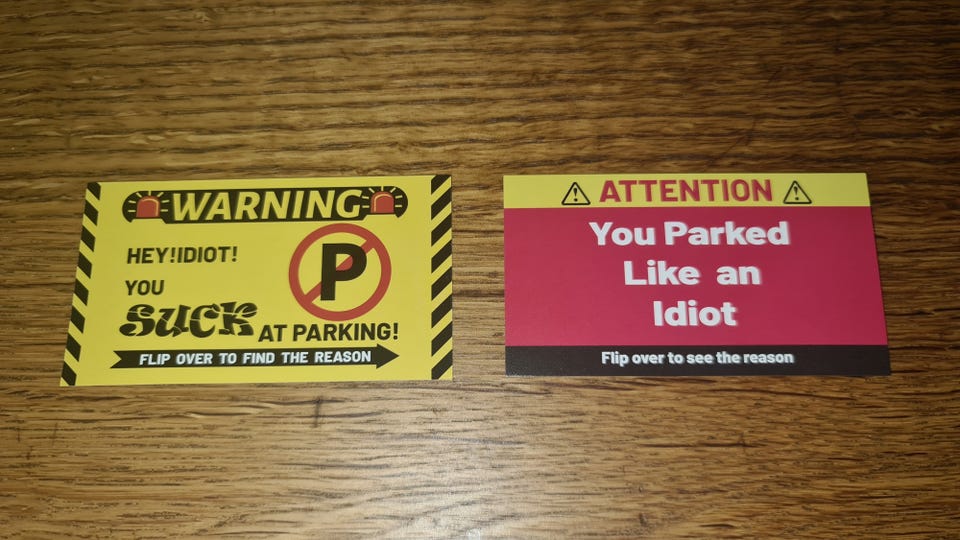 WARNING
HEY!IDIOT!
YOU
SUCK AT PARKING!
P
FLIP OVER TO FIND THE REASON
ATTENTION
You Parked
Like an
Idiot
Flip over to see the reason